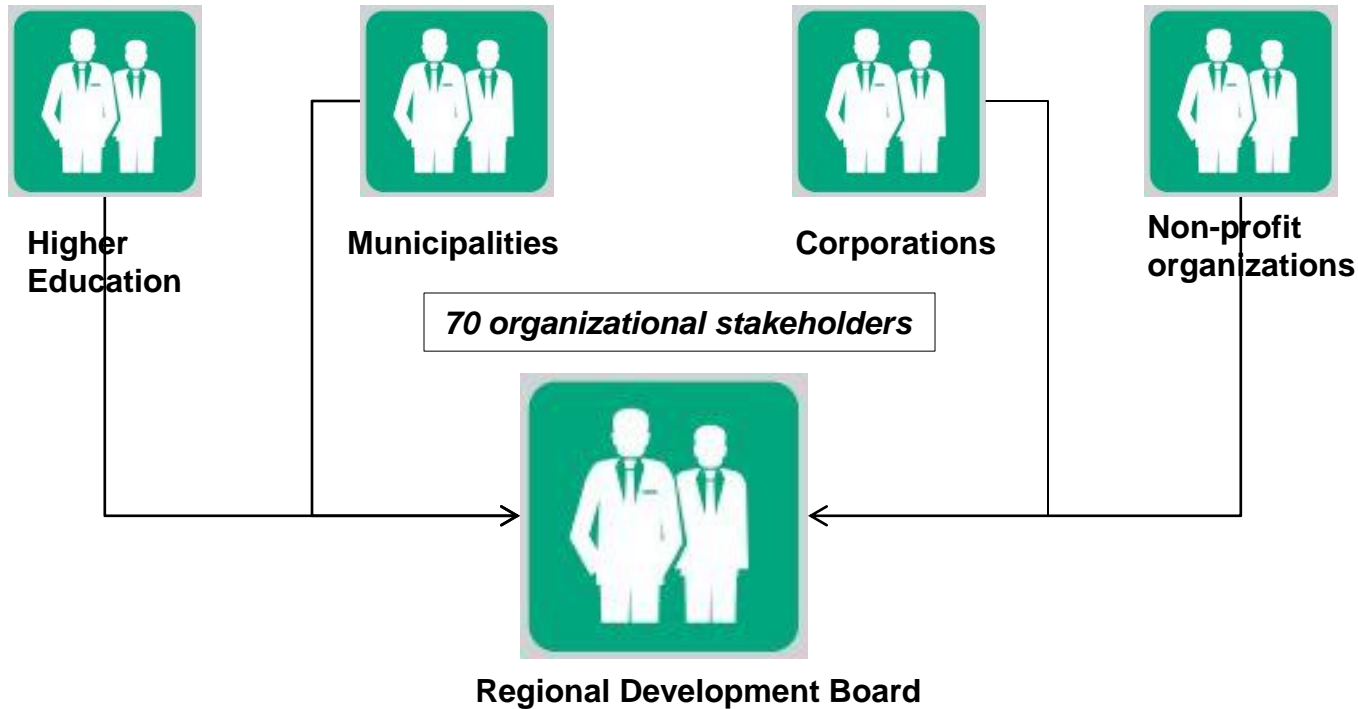 Higher
Education
Municipalities
Corporations
Non-profit
organizations
70 organizational stakeholders
Regional Development Board